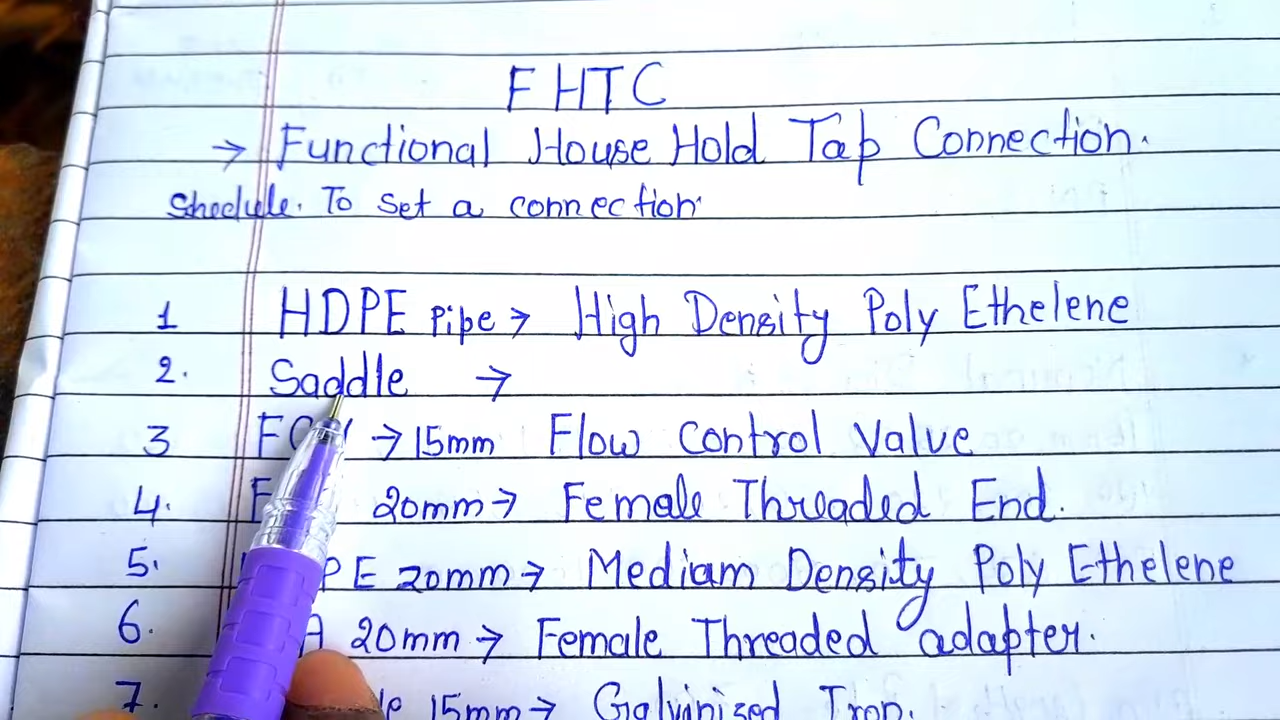 FHTC
→ Functional House Hold Tap Connection.
Shedule. To set a connection
1 HDPE Pipe → High Density Poly Ethelene
2. Saddle →
3 → 15mm Flow Control Valve
4. 20mm → Female Threaded End.
5. PE 20mm → Mediam Density Poly Ethelene
6. A 20mm → Female Threaded adapter.
7. 15mm → Galvinised Iron.